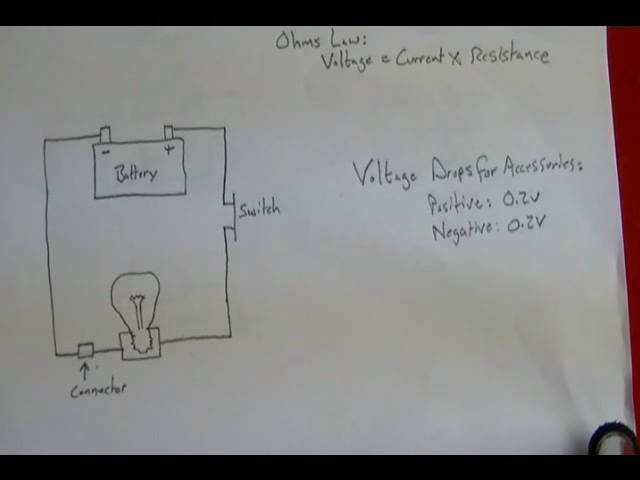 Ohms Law:
Voltage = Current X Resistance
- +
Battery
Voltage Drops for Accessories:
Positive: 0.2V
Negative: 0.2V
Switch
Connector